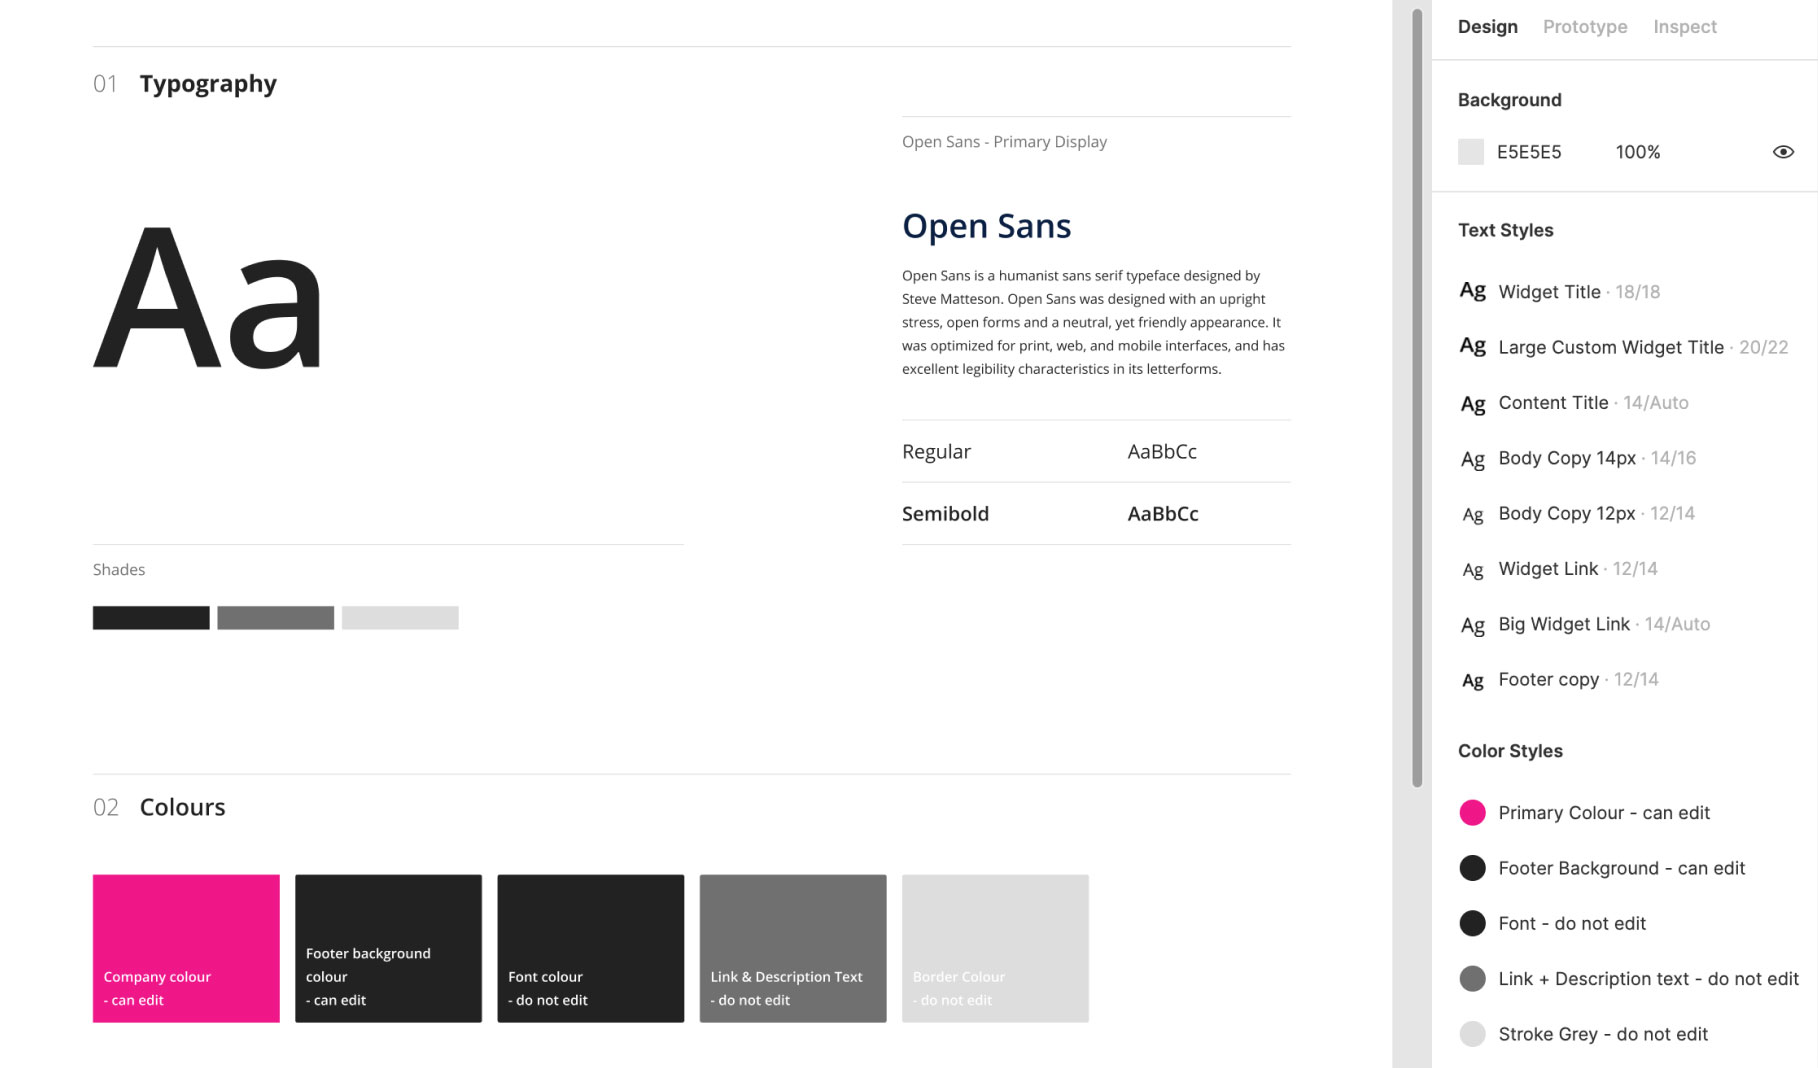 01 Typography
Aa
Shades
Open Sans - Primary Display
Open Sans
Open Sans is a humanist sans serif typeface designed by
Steve Matteson. Open Sans was designed with an upright
stress, open forms and a neutral, yet friendly appearance. It
was optimized for print, web, and mobile interfaces, and has
excellent legibility characteristics in its letterforms.
Regular AaBbCc
Semibold AaBbCc
02 Colours
Company colour
- can edit
Footer background
colour
- can edit
Font colour
- do not edit
Link & Description Text
- do not edit
Border Colour
- do not edit
Design Prototype Inspect
Background
E5E5E5 100%
Text Styles
Ag Widget Title · 18/18
Ag Large Custom Widget Title · 20/22
Ag Content Title · 14/Auto
Ag Body Copy 14px · 14/16
Ag Body Copy 12px · 12/14
Ag Widget Link · 12/14
Ag Big Widget Link · 14/Auto
Ag Footer copy · 12/14
Color Styles
Primary Colour - can edit
Footer Background - can edit
Font - do not edit
Link + Description text - do not edit
Stroke Grey - do not edit